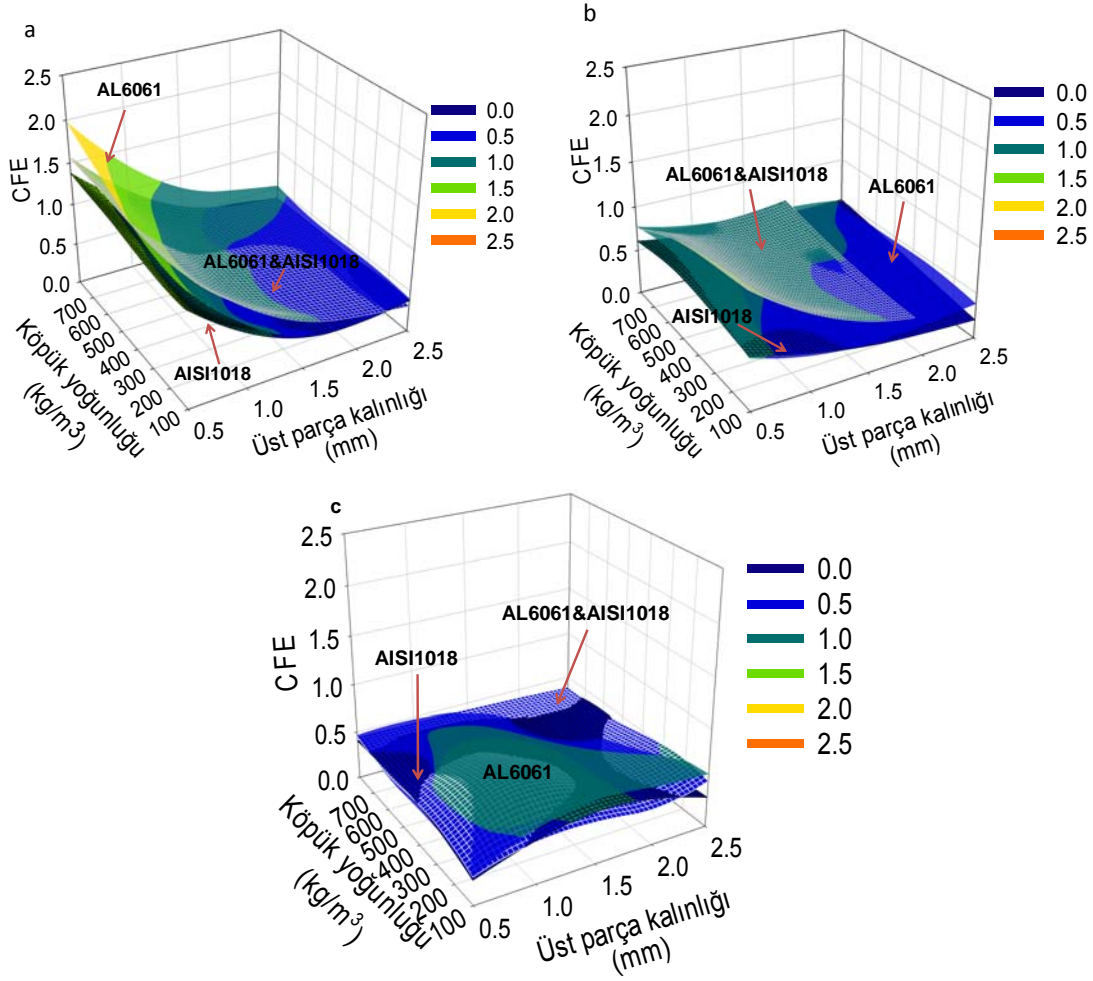 a
AL6061
AL6061&AISI1018
AISI1018
CFE
2.5
2.0
1.5
1.0
0.5
0.0
700
600
500
400
300
200
100
Köpük yoğunluğu
(kg/m3)
0.5
1.0
1.5
2.0
2.5
Üst parça kalınlığı
(mm)
0.0
0.5
1.0
1.5
2.0
2.5
b
AL6061&AISI1018
AL6061
AISI1018
CFE
2.5
2.0
1.5
1.0
0.5
0.0
700
600
500
400
300
200
100
Köpük yoğunluğu
(kg/m3)
0.5
1.0
1.5
2.0
2.5
Üst parça kalınlığı
(mm)
0.0
0.5
1.0
1.5
2.0
2.5
c
AL6061&AISI1018
AISI1018
AL6061
CFE
2.5
2.0
1.5
1.0
0.5
0.0
700
600
500
400
300
200
100
Köpük yoğunluğu
(kg/m3)
0.5
1.0
1.5
2.0
2.5
Üst parça kalınlığı
(mm)
0.0
0.5
1.0
1.5
2.0
2.5